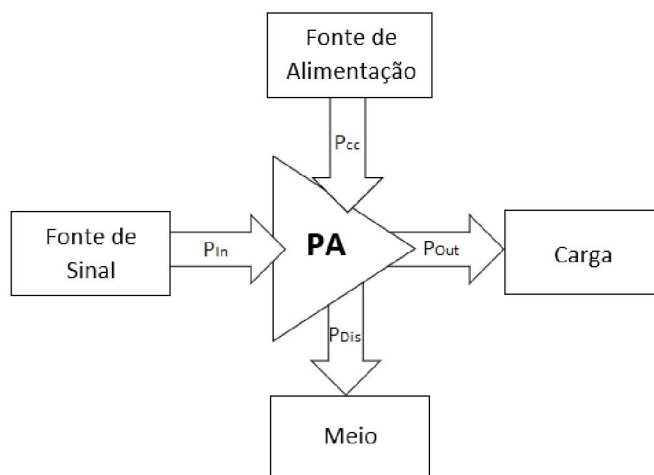 Fonte de
Alimentação
Pcc
Fonte de
Sinal
PIn
PA
POut
Carga
PDis
Meio